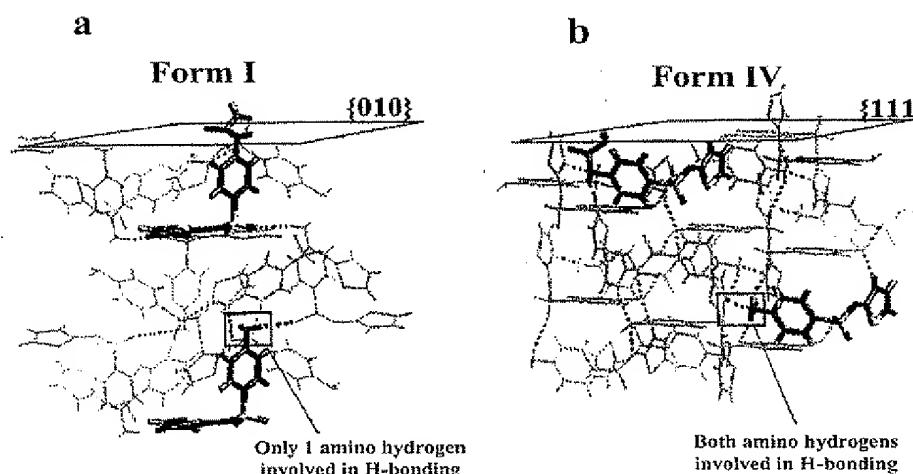 a
b
Form I
Form IV
{010}
{111
Only 1 amino hydrogen
involved in H-bonding
Both amino hydrogens
involved in H-bonding